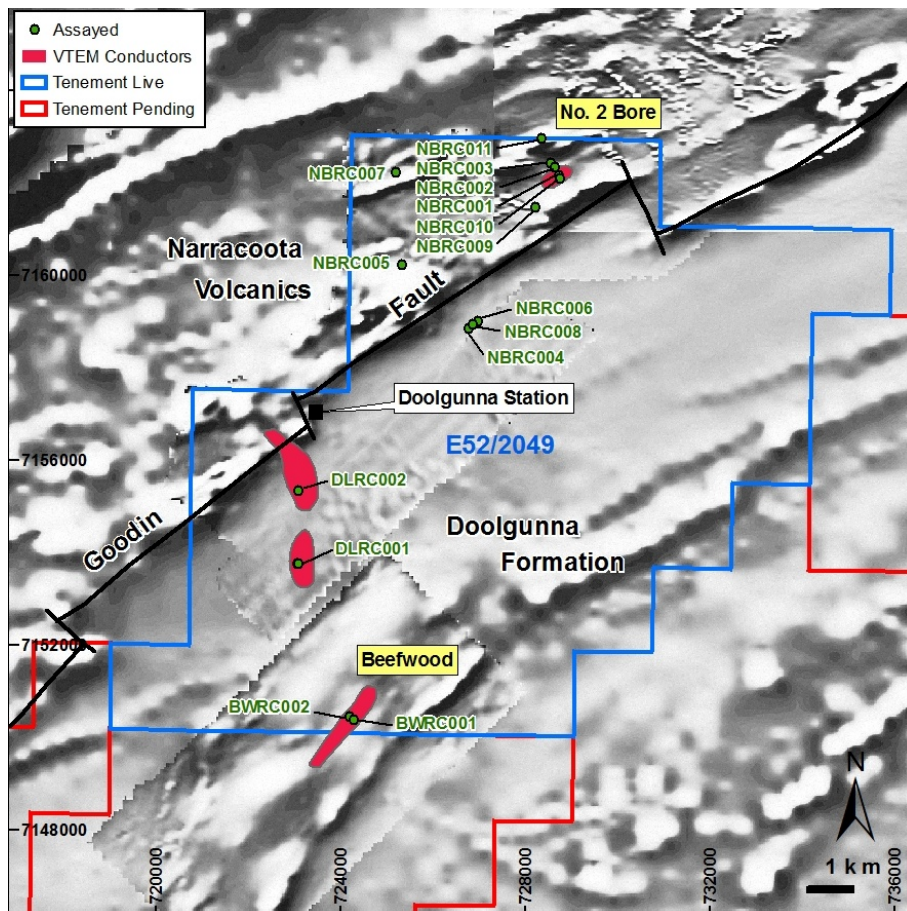 Assayed
VTEM Conductors
Tenement Live
Tenement Pending
No. 2 Bore
NBRC011
NBRC003
NBRC007
NBRC002
NBRC001
NBRC010
NBRC009
Narracoota
Volcanics
NBRC005
7160000
Fault
NBRC006
NBRC008
NBRC004
Doolgunna Station
E52/2049
7156000
DLRC002
Goodin
Doolgunna
Formation
DLRC001
7152000
Beefwood
BWRC002
BWRC001
N
7148000
720000
724000
728000
732000
736000
1 km